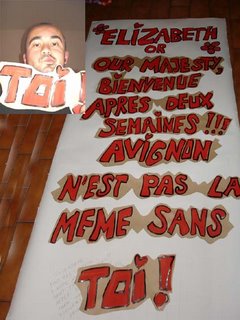 TOI!
*ELIZABETH*
OR
OUR MAJESTY,
BIENVENUE
APRES DEUX
SEMAINES!!!
AVIGNON
N'EST PAS LA
MEME SANS
TOI!